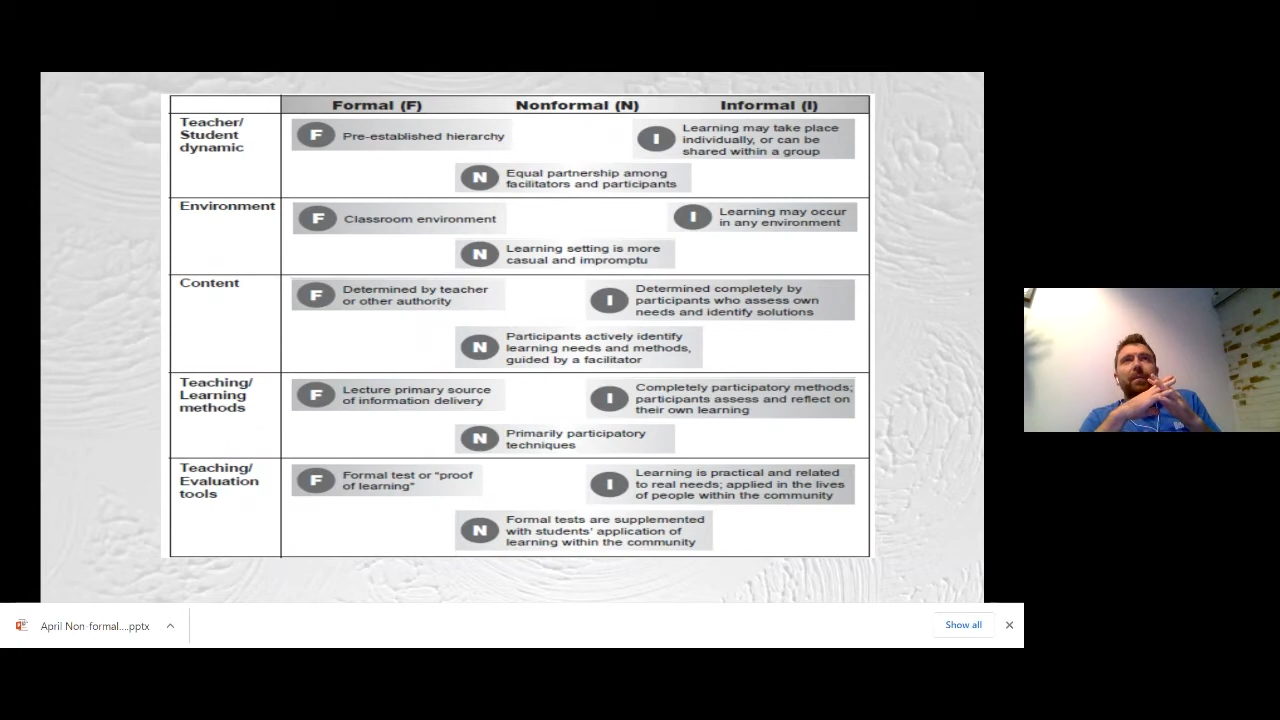 Formal (F) Nonformal (N) Informal (I)
Teacher/
Student
dynamic
F Pre-established hierarchy
I Learning may take place
individually, or can be
shared within a group
N Equal partnership among
facilitators and participants
Environment
F Classroom environment
I Learning may occur
in any environment
N Learning setting is more
casual and impromptu
Content
F Determined by teacher
or other authority
I Determined completely by
participants who assess own
needs and identify solutions
N Participants actively identify
learning needs and methods,
guided by a facilitator
Teaching/
Learning
methods
F Lecture primary source
of information delivery
I Completely participatory methods;
participants assess and reflect on
their own learning
N Primarily participatory
techniques
Teaching/
Evaluation
tools
F Formal test or “proof
of learning”
I Learning is practical and related
to real needs; applied in the lives
of people within the community
N Formal tests are supplemented
with students’ application of
learning within the community
April Non-formal....pptx
Show all